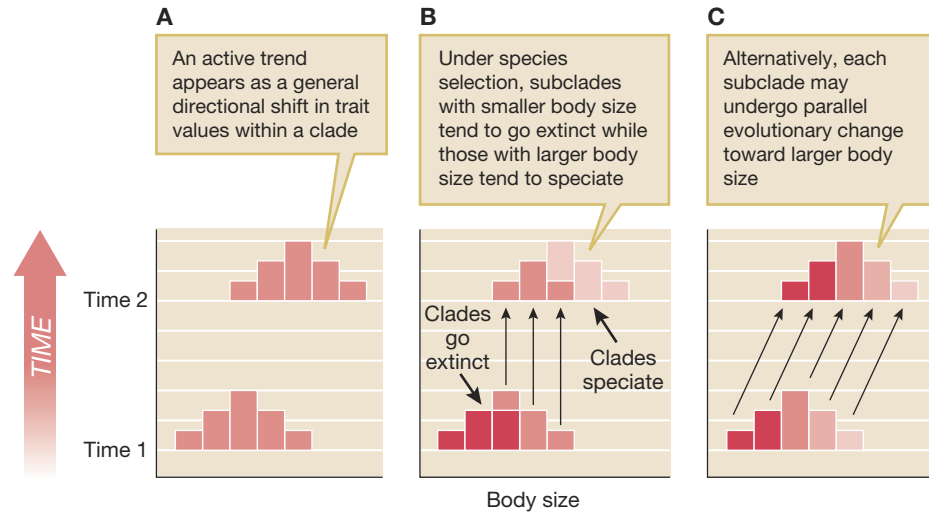 A
An active trend
appears as a general
directional shift in trait
values within a clade
B
Under species
selection, subclades
with smaller body size
tend to go extinct while
those with larger body
size tend to speciate
C
Alternatively, each
subclade may
undergo parallel
evolutionary change
toward larger body
size
TIME
Time 2
Time 1
Clades
go
extinct
Clades
speciate
Body size